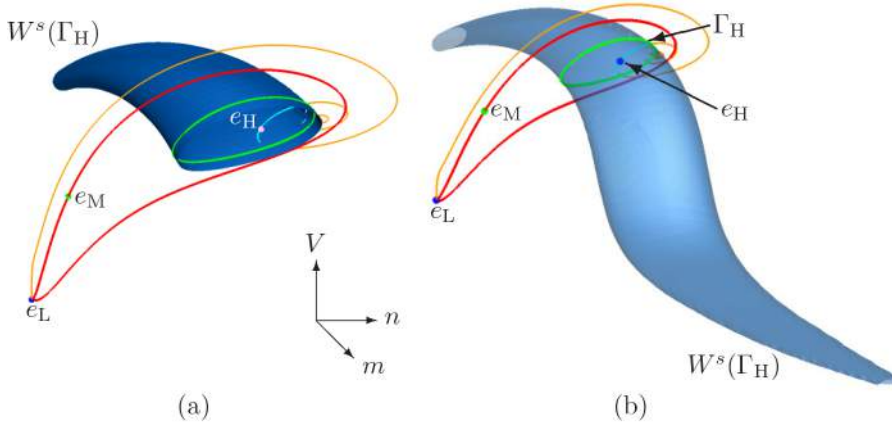 W^s(Γ_H)
e_H
e_M
e_L
V
n
m
(a)
Γ_H
e_H
e_M
e_L
W^s(Γ_H)
(b)